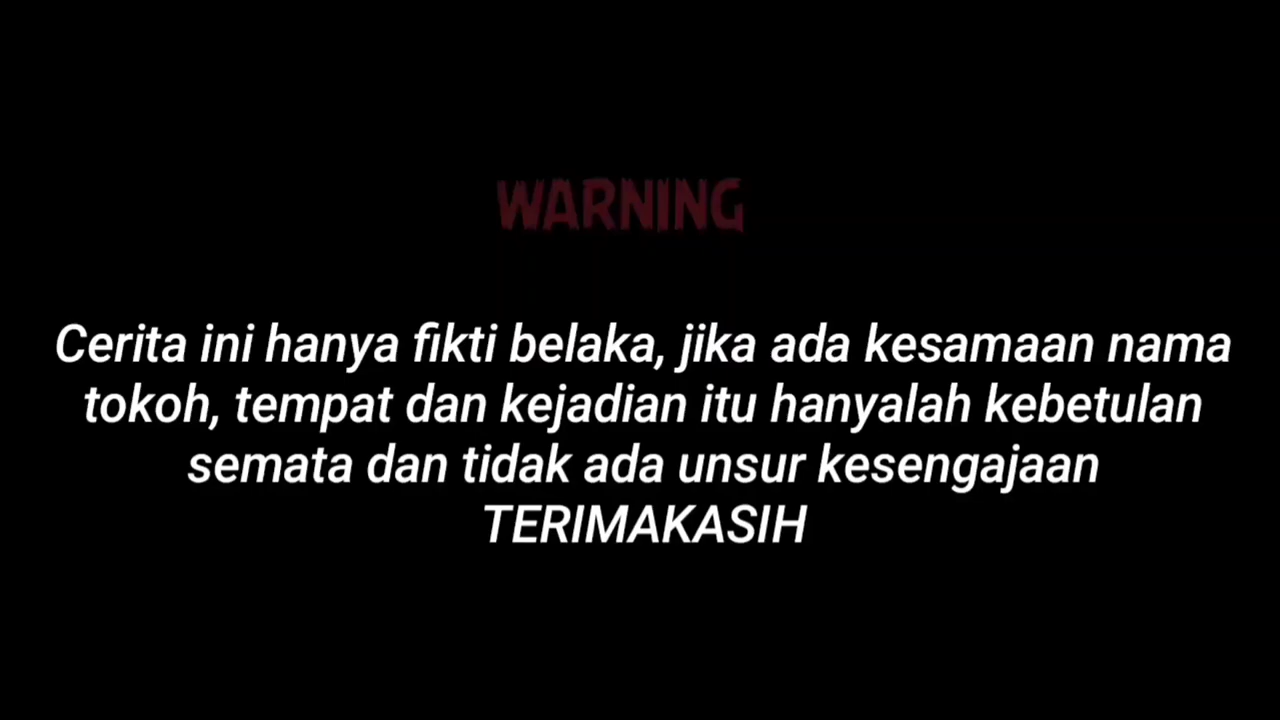 WARNING
Cerita ini hanya fikti belaka, jika ada kesamaan nama
tokoh, tempat dan kejadian itu hanyalah kebetulan
semata dan tidak ada unsur kesengajaan
TERIMAKASIH